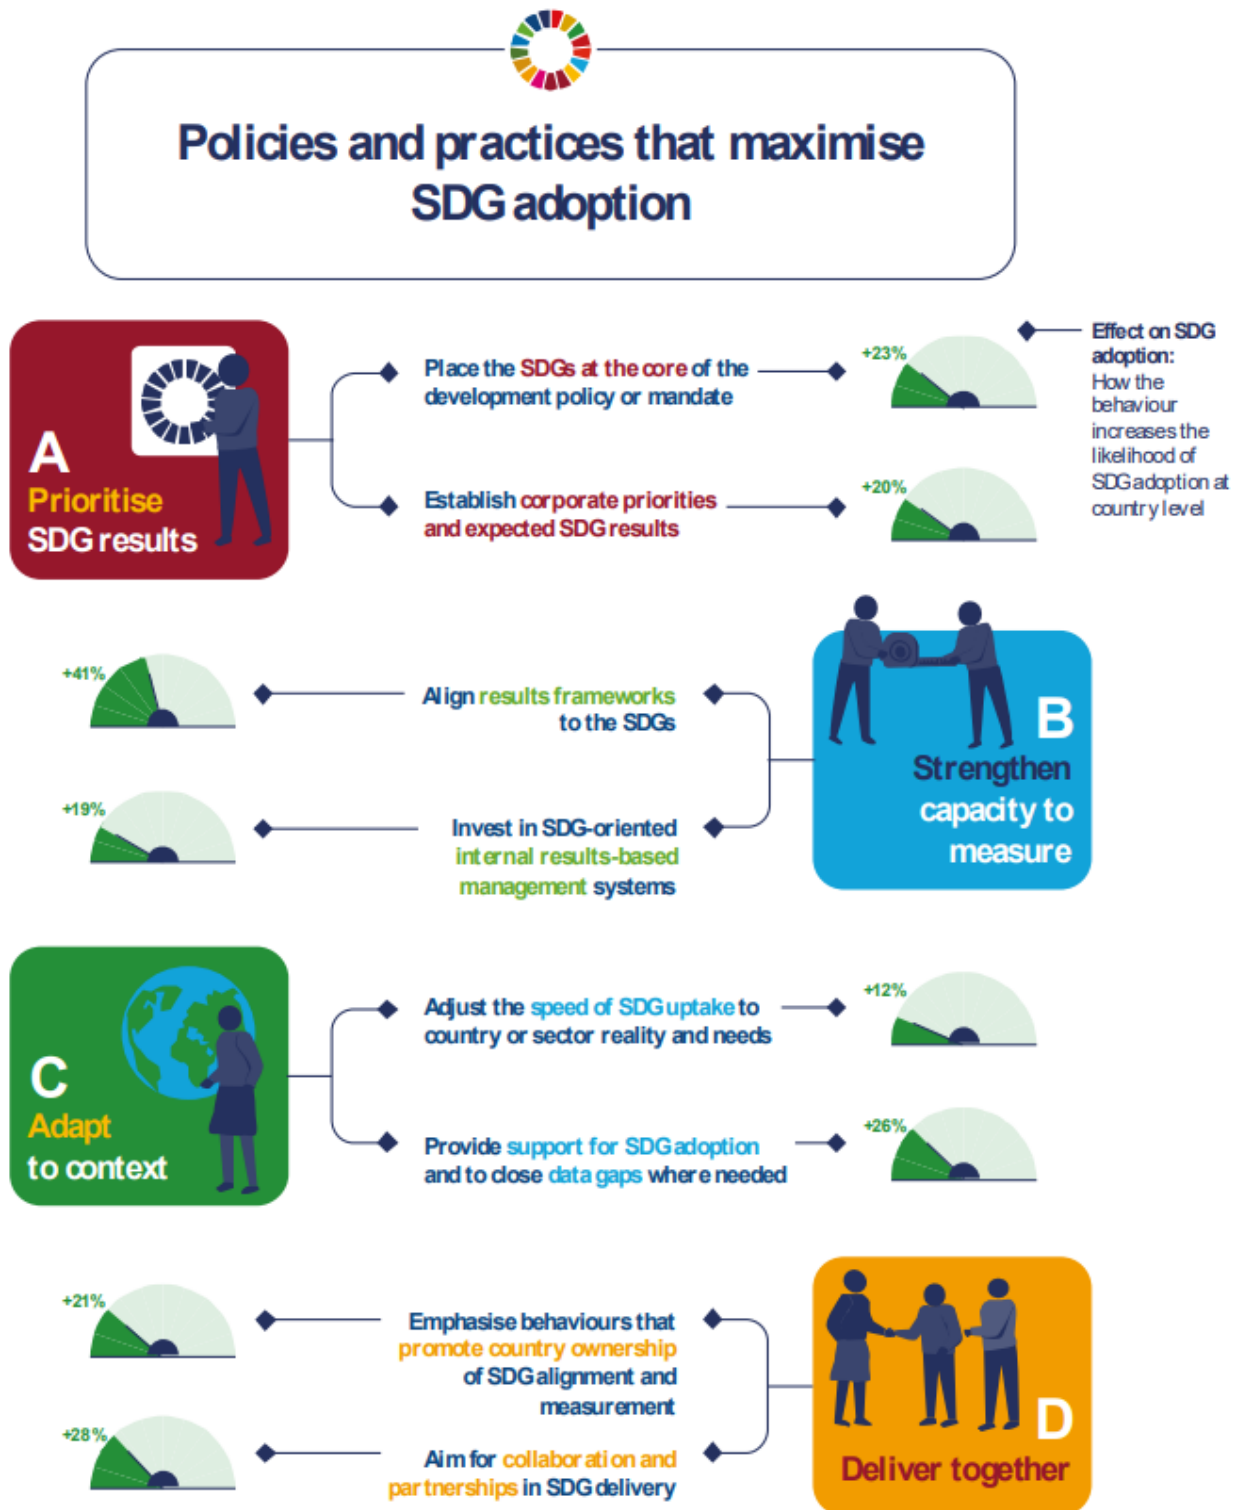 Policies and practices that maximise
SDG adoption
A
Prioritise
SDG results
Place the SDGs at the core of the
development policy or mandate
+23%
Effect on SDG
adoption:
How the
behaviour
increases the
likelihood of
SDG adoption at
country level
Establish corporate priorities
and expected SDG results
+20%
B
Strengthen
capacity to
measure
Align results frameworks
to the SDGs
+41%
Invest in SDG-oriented
internal results-based
management systems
+19%
C
Adapt
to context
Adjust the speed of SDG uptake to
country or sector reality and needs
+12%
Provide support for SDG adoption
and to close data gaps where needed
+26%
D
Deliver together
Emphasise behaviours that
promote country ownership
of SDG alignment and
measurement
+21%
Aim for collaboration and
partnerships in SDG delivery
+28%